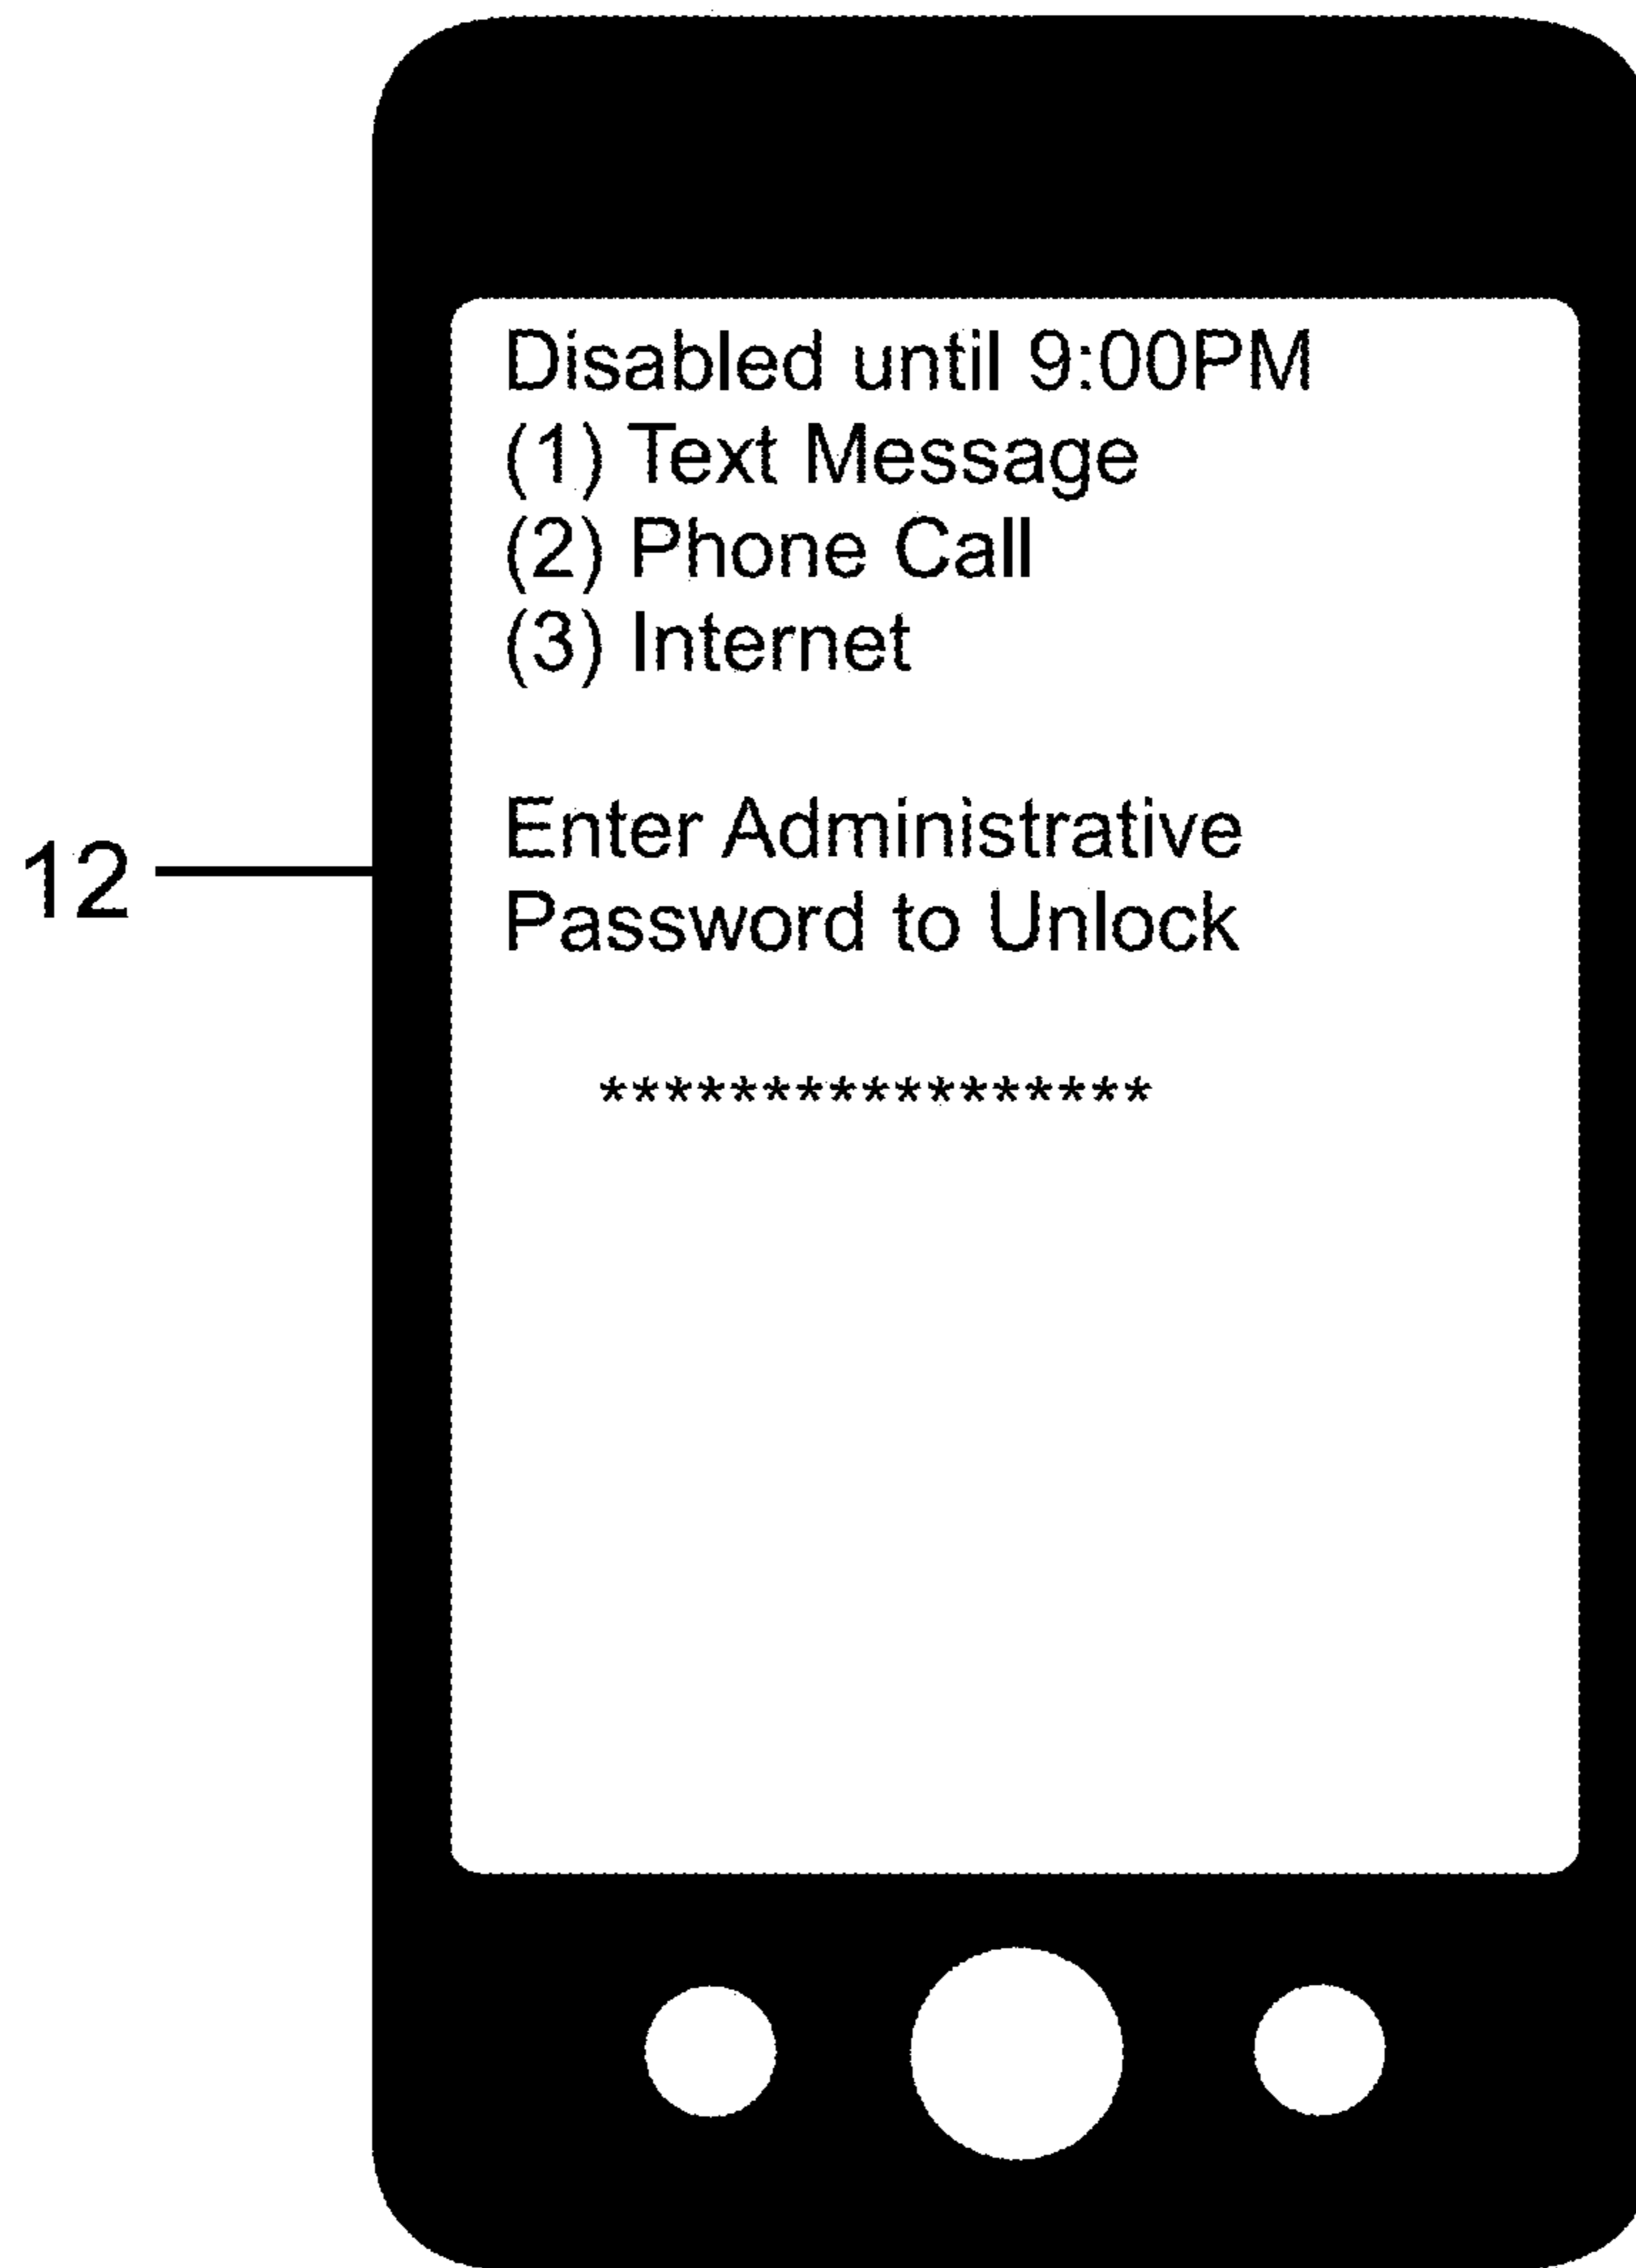 Disabled until 9:00PM
(1) Text Message
(2) Phone Call
(3) Internet
Enter Administrative
Password to Unlock
*****************
12